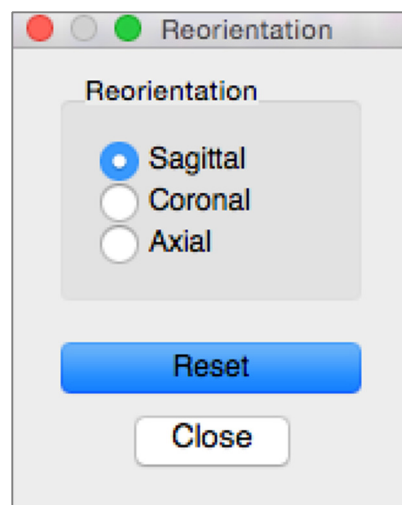 Reorientation
Reorientation
Sagittal
Coronal
Axial
Reset
Close